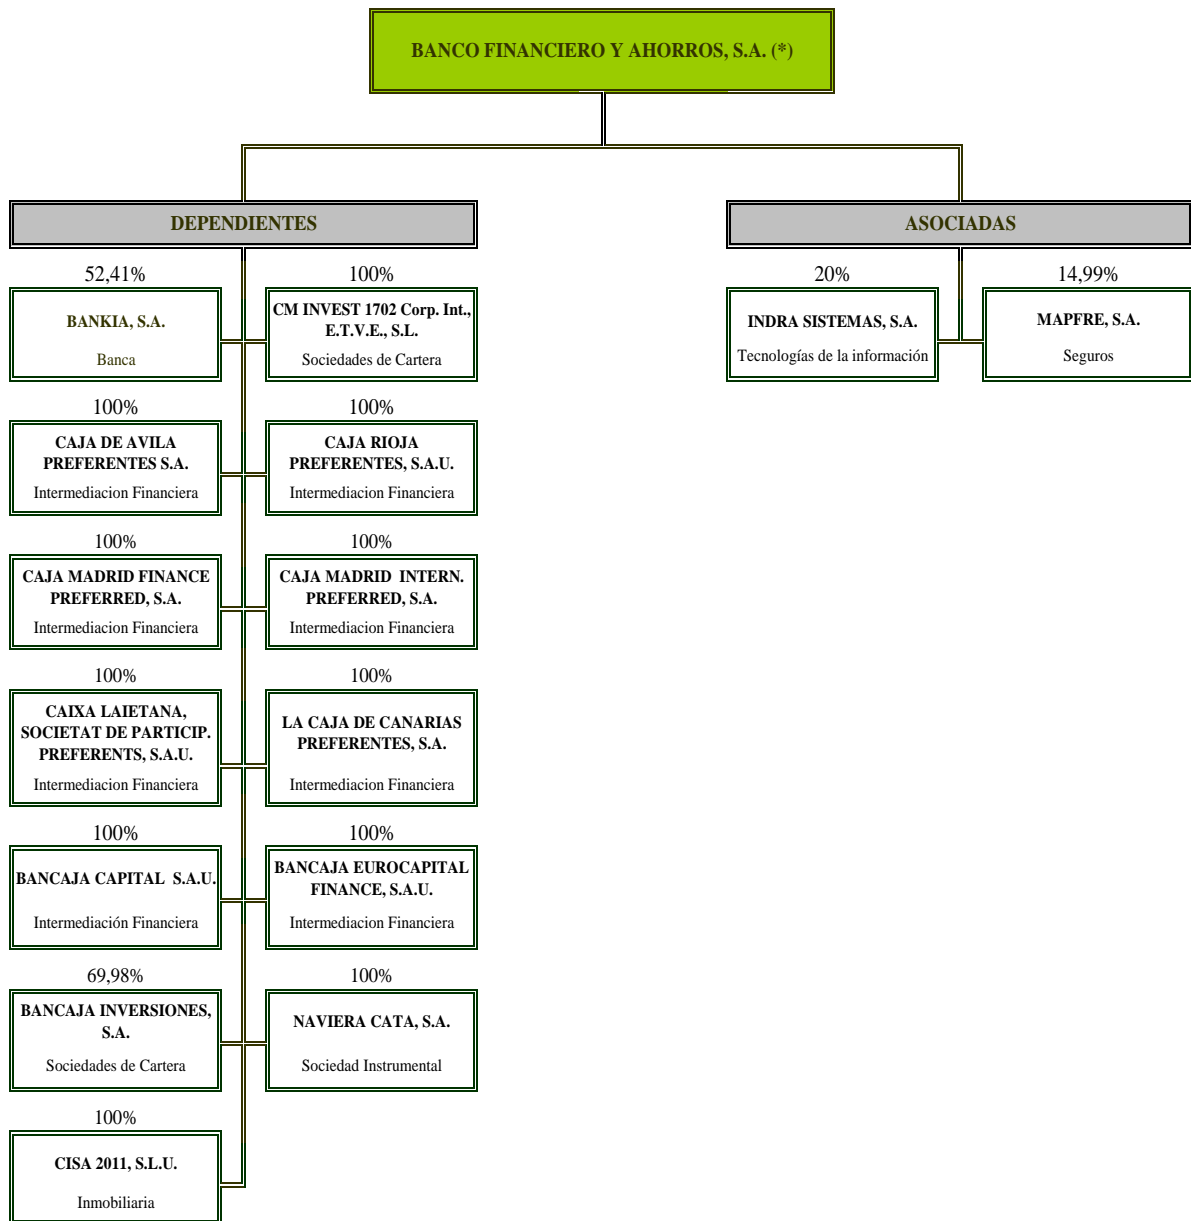 BANCO FINANCIERO Y AHORROS, S.A. (*)
DEPENDIENTES
ASOCIADAS
52,41%
100%
20%
14,99%
BANKIA, S.A.
Banca
CM INVEST 1702 Corp. Int.,
E.T.V.E., S.L.
Sociedades de Cartera
INDRA SISTEMAS, S.A.
Tecnologías de la información
MAPFRE, S.A.
Seguros
100%
100%
CAJA DE AVILA
PREFERENTES S.A.
Intermediacion Financiera
CAJA RIOJA
PREFERENTES, S.A.U.
Intermediacion Financiera
100%
100%
CAJA MADRID FINANCE
PREFERRED, S.A.
Intermediacion Financiera
CAJA MADRID INTERN.
PREFERRED, S.A.
Intermediacion Financiera
100%
100%
CAIXA LAIETANA,
SOCIETAT DE PARTICIP.
PREFERENTS, S.A.U.
Intermediacion Financiera
LA CAJA DE CANARIAS
PREFERENTES, S.A.
Intermediacion Financiera
100%
100%
BANCAJA CAPITAL S.A.U.
Intermediación Financiera
BANCAJA EUROCAPITAL
FINANCE, S.A.U.
Intermediacion Financiera
69,98%
100%
BANCAJA INVERSIONES,
S.A.
Sociedades de Cartera
NAVIERA CATA, S.A.
Sociedad Instrumental
100%
CISA 2011, S.L.U.
Inmobiliaria